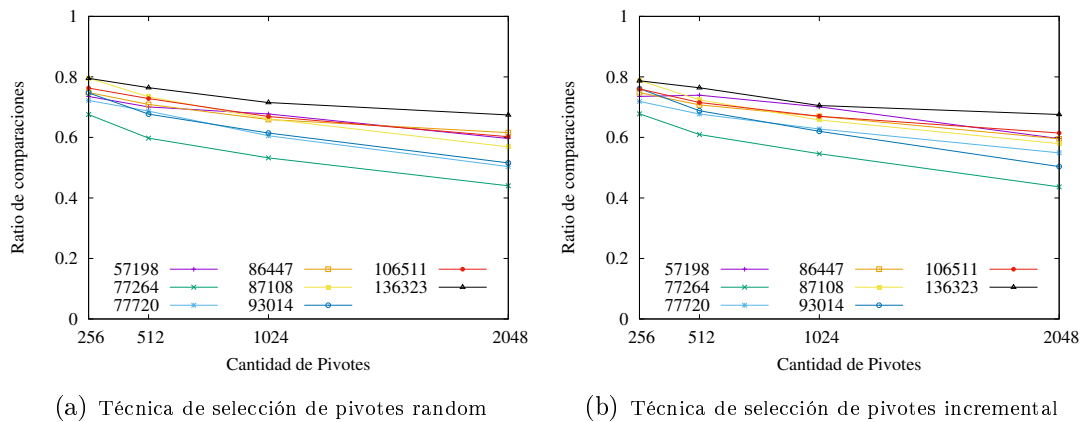 1
0.8
0.6
0.4
0.2
0
Ratio de comparaciones
57198 86447 106511
77264 87108 136323
77720 93014
256 512 1024 2048
Cantidad de Pivotes
(a) Técnica de selección de pivotes random
1
0.8
0.6
0.4
0.2
0
Ratio de comparaciones
57198 86447 106511
77264 87108 136323
77720 93014
256 512 1024 2048
Cantidad de Pivotes
(b) Técnica de selección de pivotes incremental